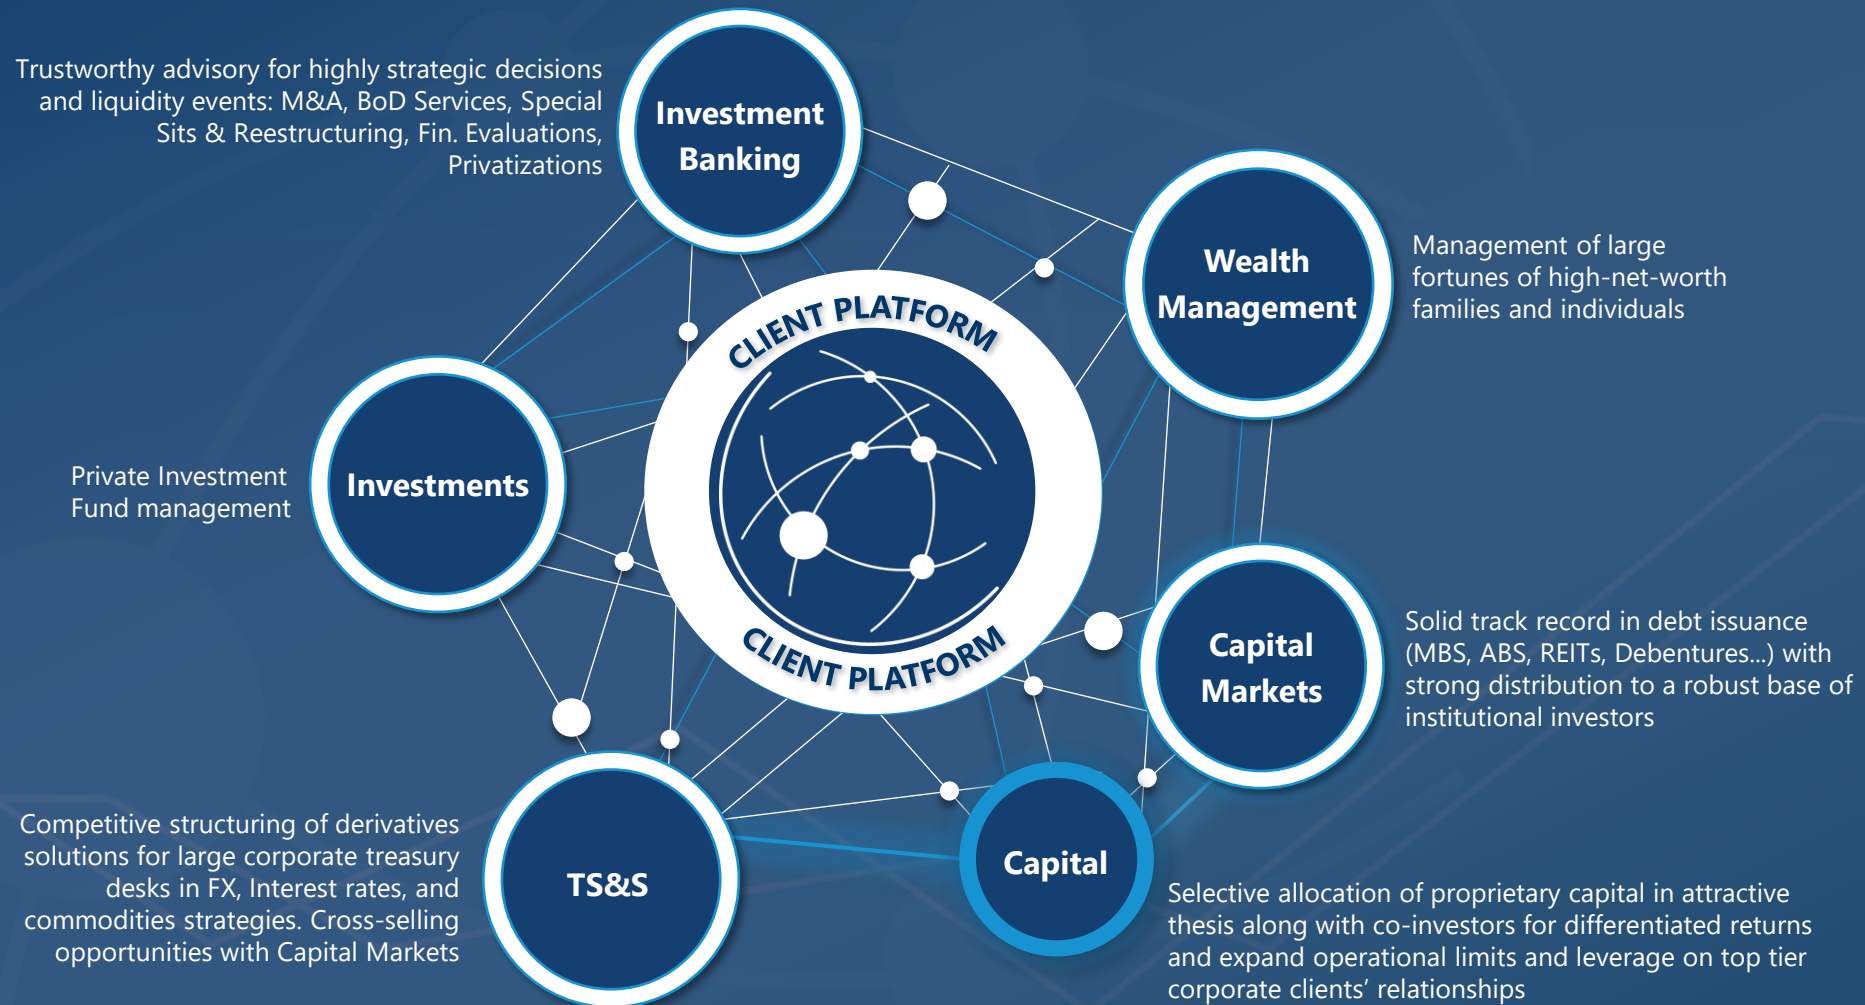 Trustworthy advisory for highly strategic decisions
and liquidity events: M&A, BoD Services, Special
Sits & Reestructuring, Fin. Evaluations,
Privatizations
Investment
Banking
Wealth
Management
Management of large
fortunes of high-net-worth
families and individuals
CLIENT PLATFORM
Private Investment
Fund management
Investments
CLIENT PLATFORM
Capital
Markets
Solid track record in debt issuance
(MBS, ABS, REITs, Debentures...) with
strong distribution to a robust base of
institutional investors
Competitive structuring of derivatives
solutions for large corporate treasury
desks in FX, Interest rates, and
commodities strategies. Cross-selling
opportunities with Capital Markets
TS&S
Capital
Selective allocation of proprietary capital in attractive
thesis along with co-investors for differentiated returns
and expand operational limits and leverage on top tier
corporate clients’ relationships